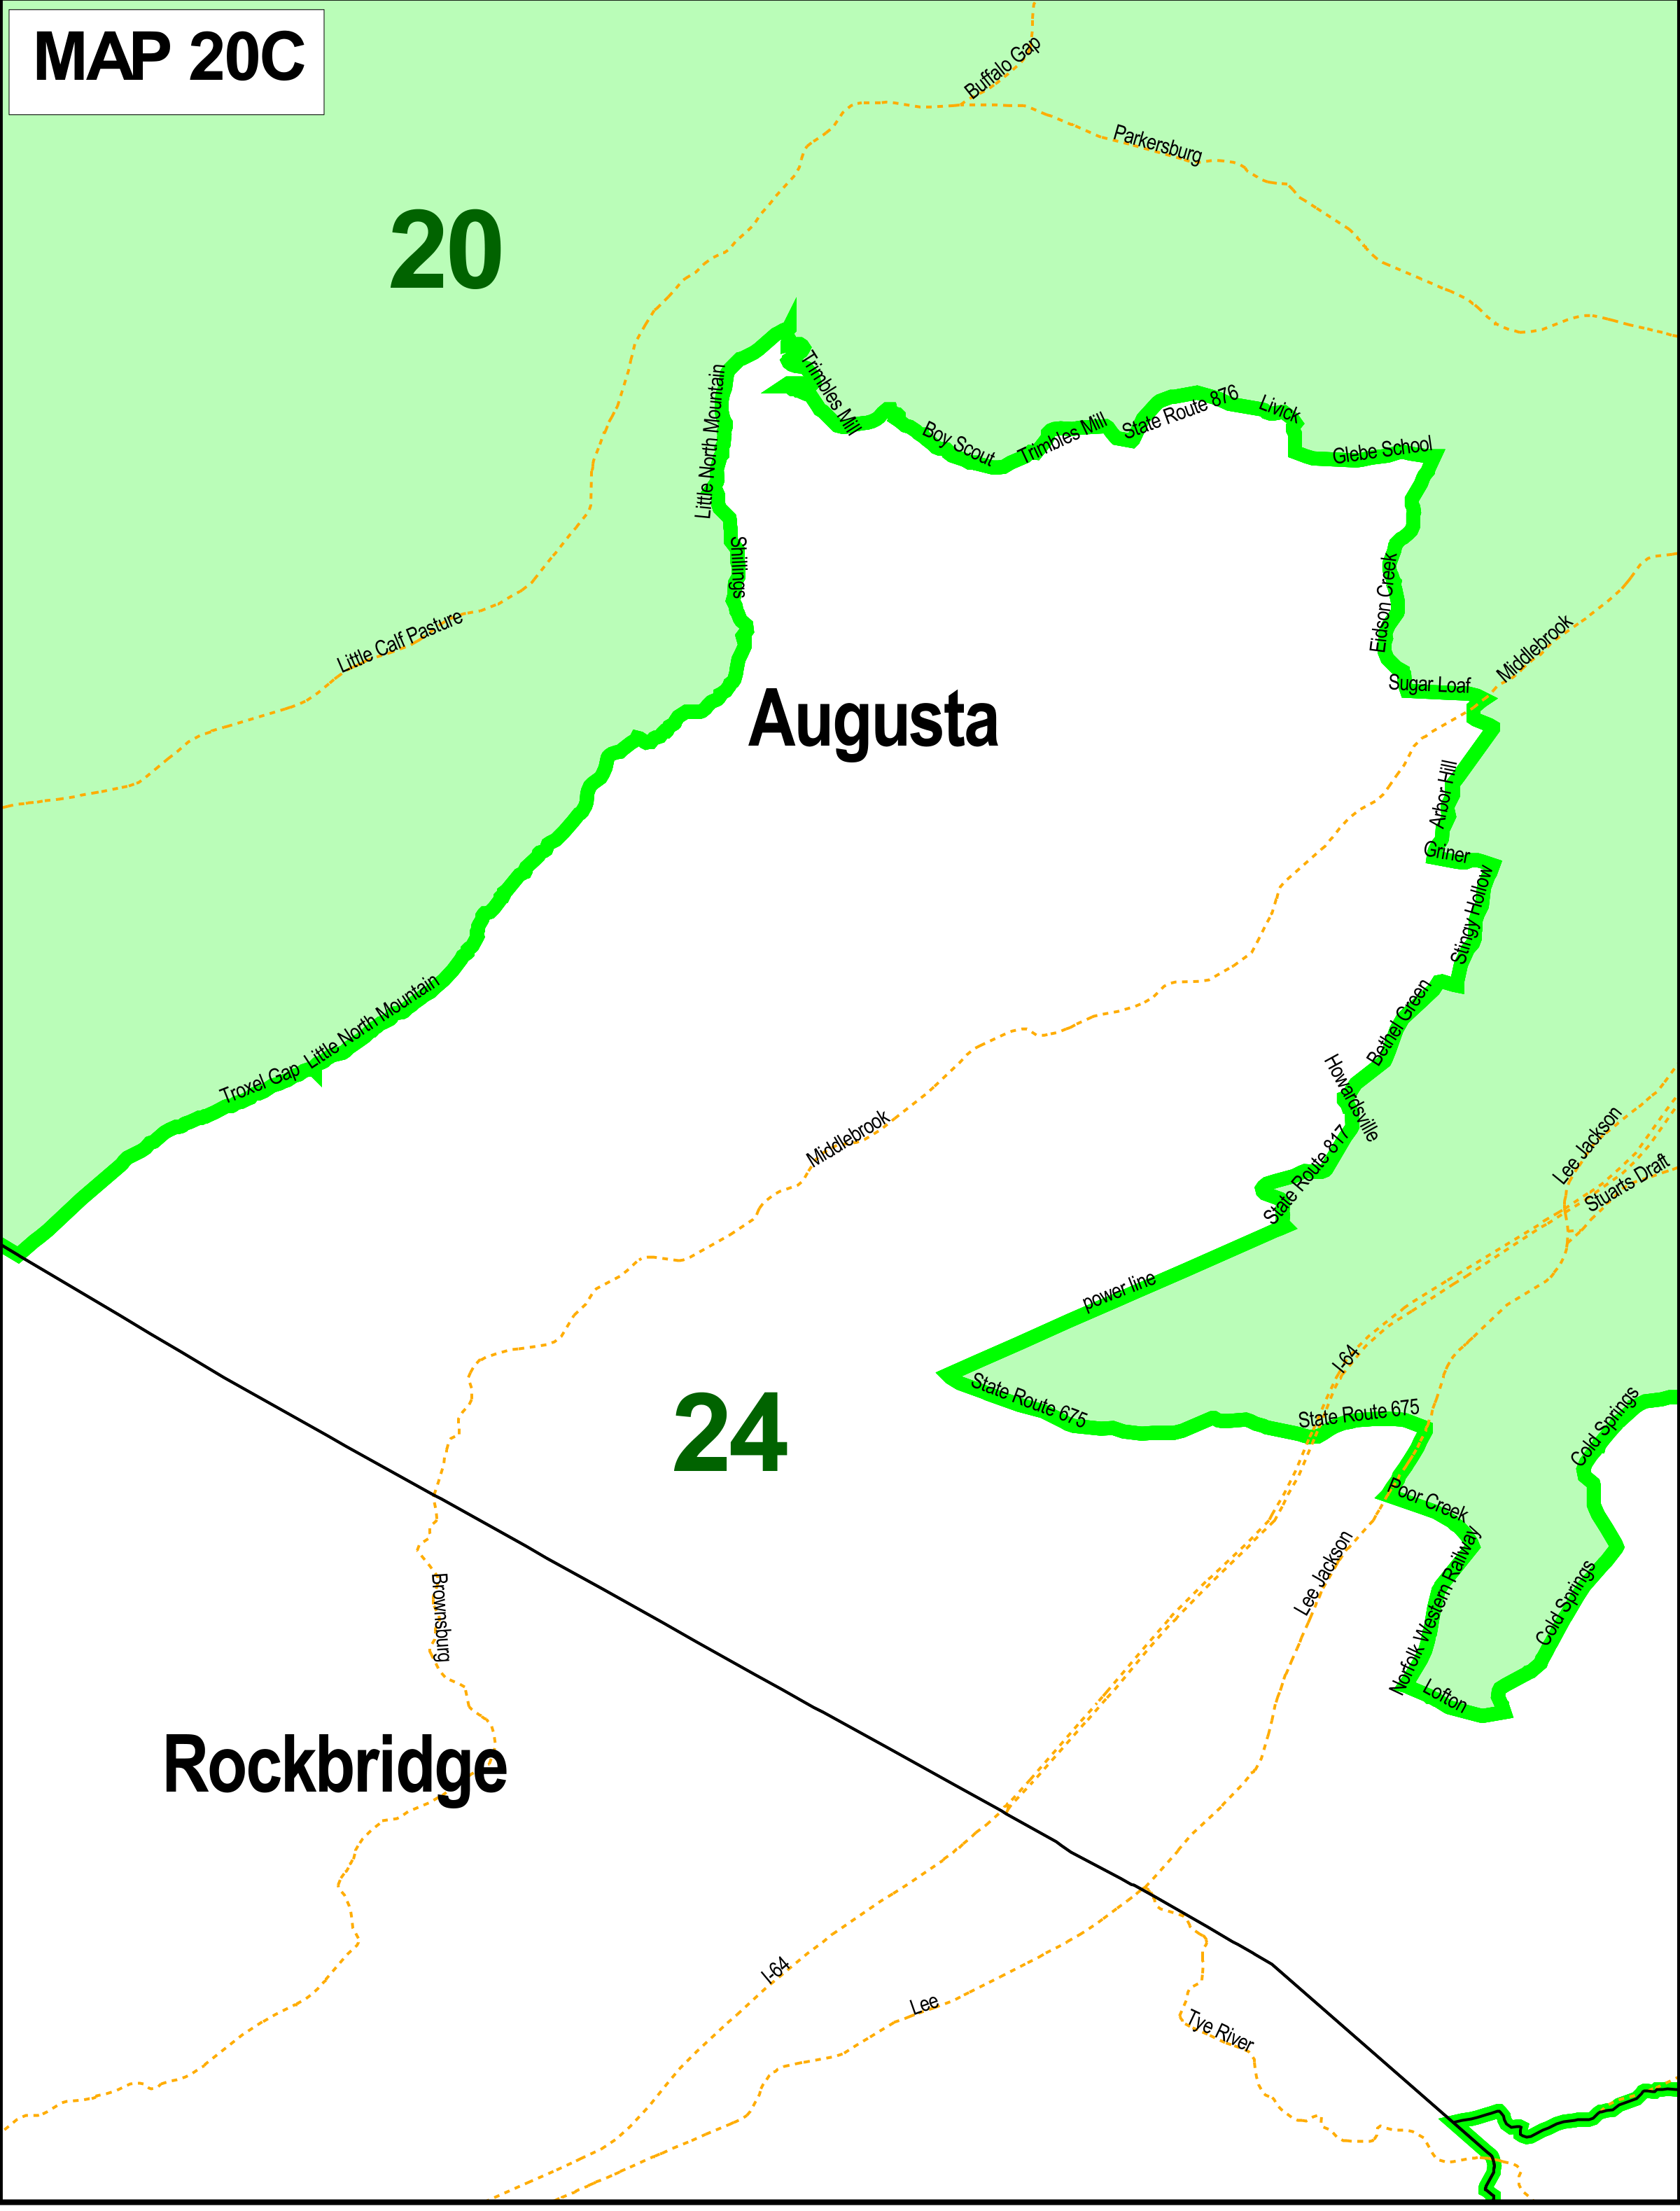 MAP 20C
Buffalo Gap
Parkersburg
20
Little North Mountain
Trimbles Mill
Boy Scout
Trimbles Mill
State Route 876
Livick
Glebe School
Shillings
Eidson Creek
Little Calf Pasture
Middlebrook
Sugar Loaf
Augusta
Arbor Hill
Griner
Stingy Hollow
Little North Mountain
Troxel Gap
Bethel Green
Howardsville
Middlebrook
State Route 817
Lee Jackson
Stuarts Draft
power line
I-64
State Route 675
State Route 675
24
Cold Springs
Poor Creek
Lee Jackson
Norfolk Western Railway
Cold Springs
Brownsburg
Lofton
Rockbridge
I-64
Lee
Tye River